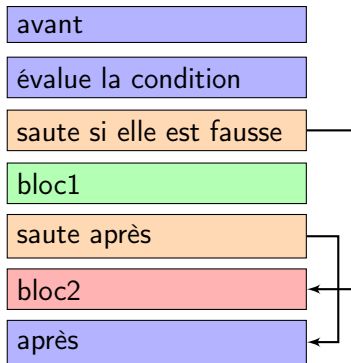 avant
évalue la condition
saute si elle est fausse
bloc1
saute après
bloc2
après